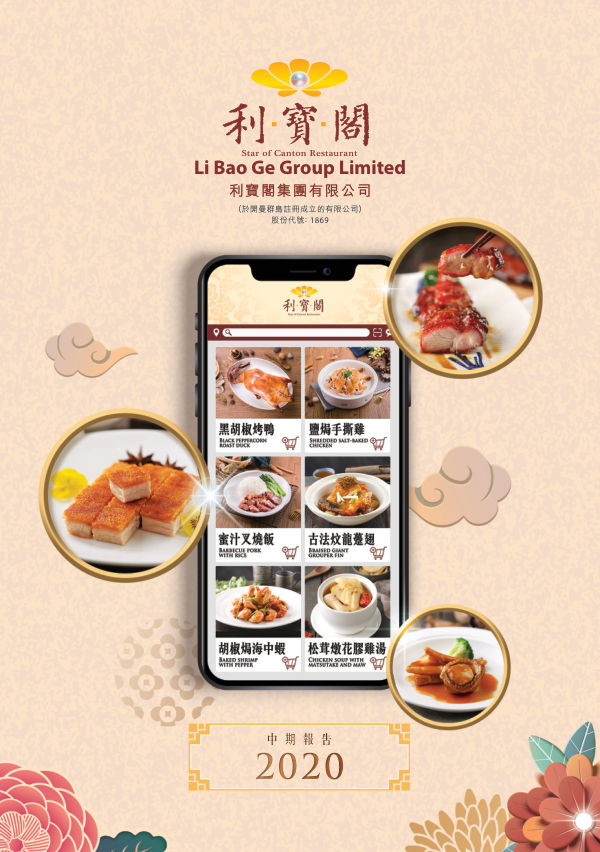 利·寶·閣
Star of Canton Restaurant
Li Bao Ge Group Limited
利寶閣集團有限公司
(於開曼群島註冊成立的有限公司)
股份代號: 1869
利·寶·閣
Star of Canton Restaurant
黑胡椒烤鴨
BLACK PEPPERCORN
ROAST DUCK
鹽焗手撕雞
SHREDDED SALT-BAKED
CHICKEN
蜜汁叉燒飯
BARBECUE PORK
WITH RICE
古法炆龍躉翅
BRAISED GIANT
GROUPER FIN
胡椒焗海中蝦
BAKED SHRIMP
WITH PEPPER
松茸燉花膠雞湯
CHICKEN SOUP WITH
MATSUTAKE AND MAW
中期報告
2020